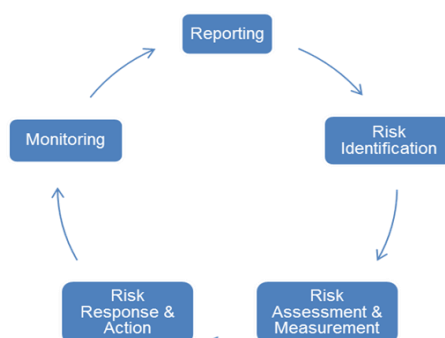 Reporting
Risk
Identification
Risk
Assessment &
Measurement
Risk
Response &
Action
Monitoring